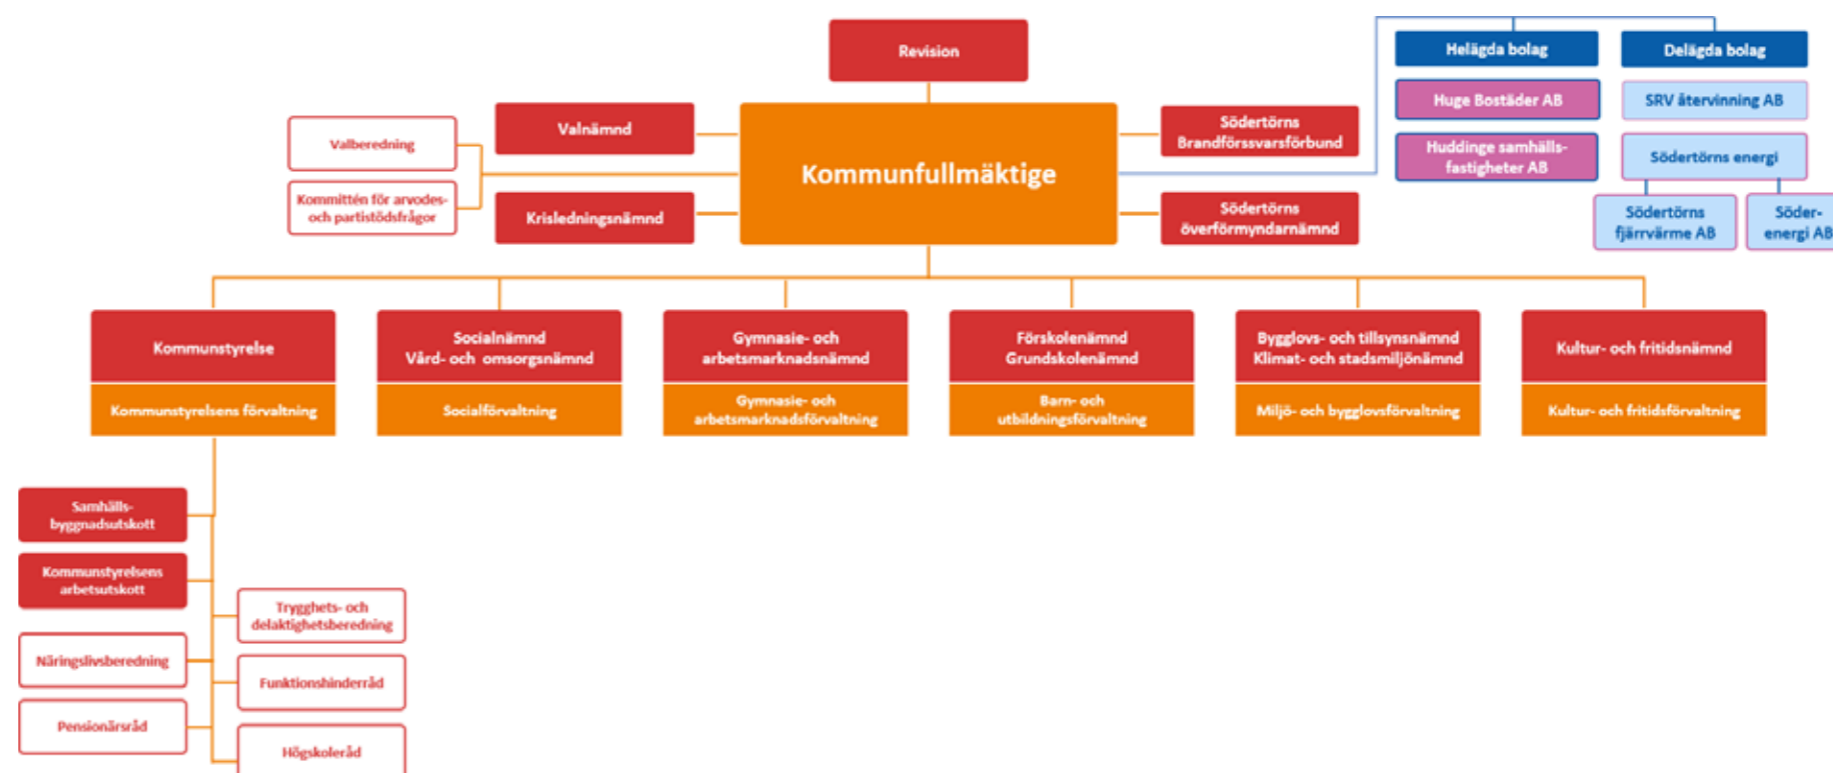 Revision
Helägda bolag
Delägda bolag
Huge Bostäder AB
SRV återvinning AB
Valnämnd
Södertörns
Brandförssvarsförbund
Valberedning
Huddinge samhälls-
fastigheter AB
Södertörns energi
Kommunfullmäktige
Kommittén för arvodes-
och partistödsfrågor
Krisledningsnämnd
Södertörns
överförmyndarnämnd
Södertörns
fjärrvärme AB
Söder-
energi AB
Kommunstyrelse
Socialnämnd
Vård- och omsorgsnämnd
Gymnasie- och
arbetsmarknadsnämnd
Förskolenämnd
Grundskolenämnd
Bygglovs- och tillsynsnämnd
Klimat- och stadsmiljönämnd
Kultur- och fritidsnämnd
Kommunstyrelsens förvaltning
Socialförvaltning
Gymnasie- och
arbetsmarknadsförvaltning
Barn- och
utbildningsförvaltning
Miljö- och bygglovsförvaltning
Kultur- och fritidsförvaltning
Samhälls-
byggnadsutskott
Kommunstyrelsens
arbetsutskott
Trygghets- och
delaktighetsberedning
Näringslivsberedning
Funktionshinderråd
Pensionärsråd
Högskoleråd